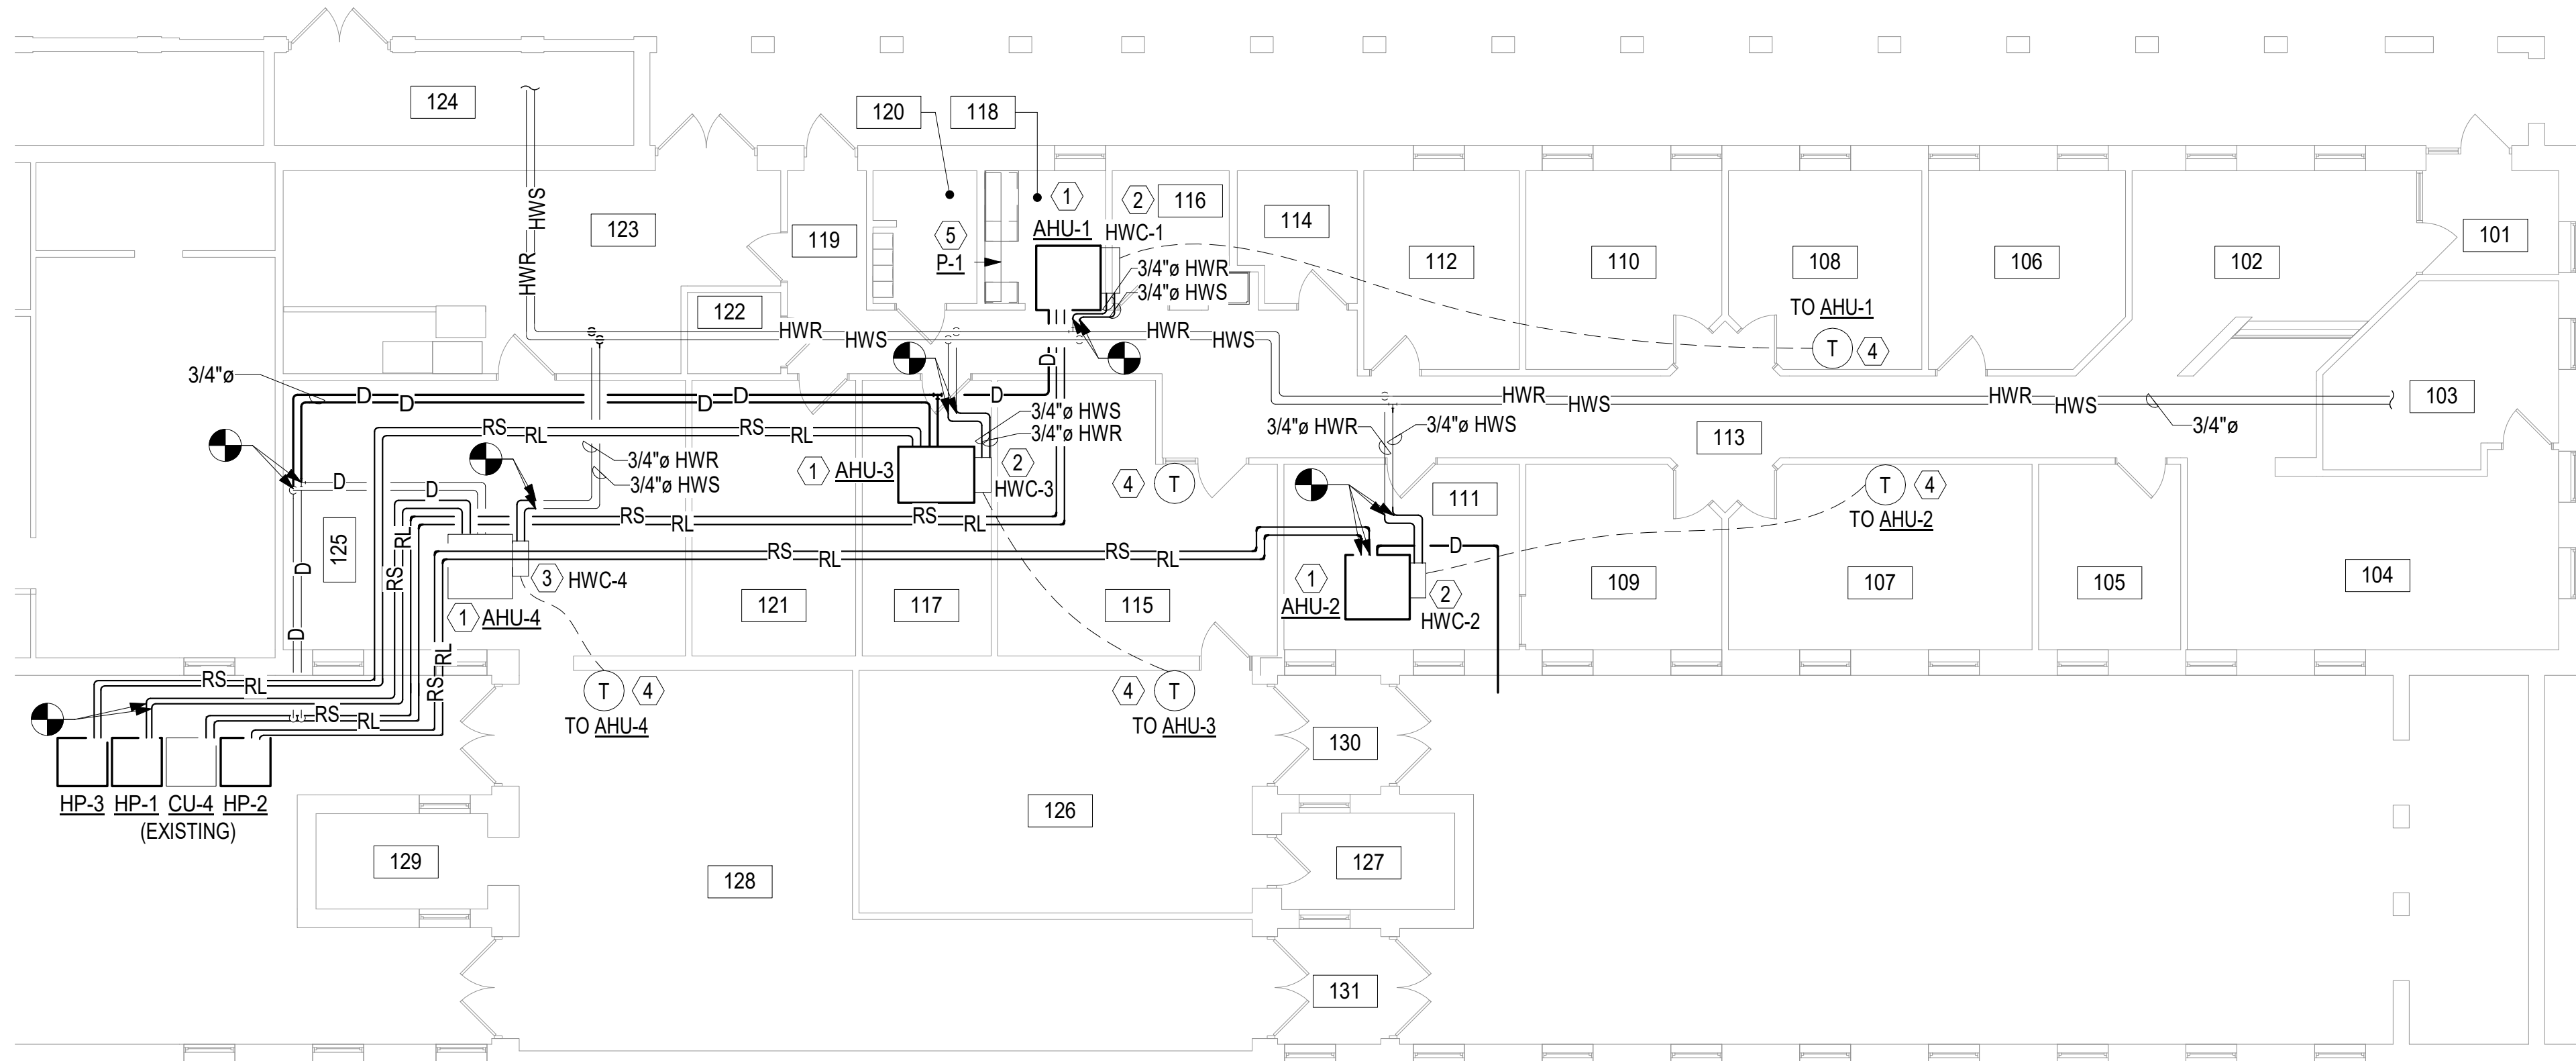 124
120
118
HWS
HWR
123
119
1
AHU-1
2
HWC-1
116
114
5
P-1
3/4"ø HWR
3/4"ø HWS
112
110
108
106
102
101
TO AHU-1
T
4
122
HWR
HWS
HWR
HWS
D
3/4"ø
D
D
D
D
D
HWR
HWS
HWR
HWS
3/4"ø
103
3/4"ø HWS
3/4"ø HWR
3/4"ø HWR
3/4"ø HWS
113
RS
RL
RS
RL
3/4"ø HWR
3/4"ø HWS
1
AHU-3
2
HWC-3
4
T
111
T
4
TO AHU-2
D
D
RS
RL
RS
RL
125
D
RS
RL
3
HWC-4
RS
RL
RS
RL
D
1
AHU-2
2
HWC-2
109
107
105
104
1
AHU-4
121
117
115
D
RS
RL
RS
RL
T
4
TO AHU-4
4
T
TO AHU-3
RS
RL
130
HP-3
HP-1
CU-4
HP-2
(EXISTING)
126
129
128
127
131